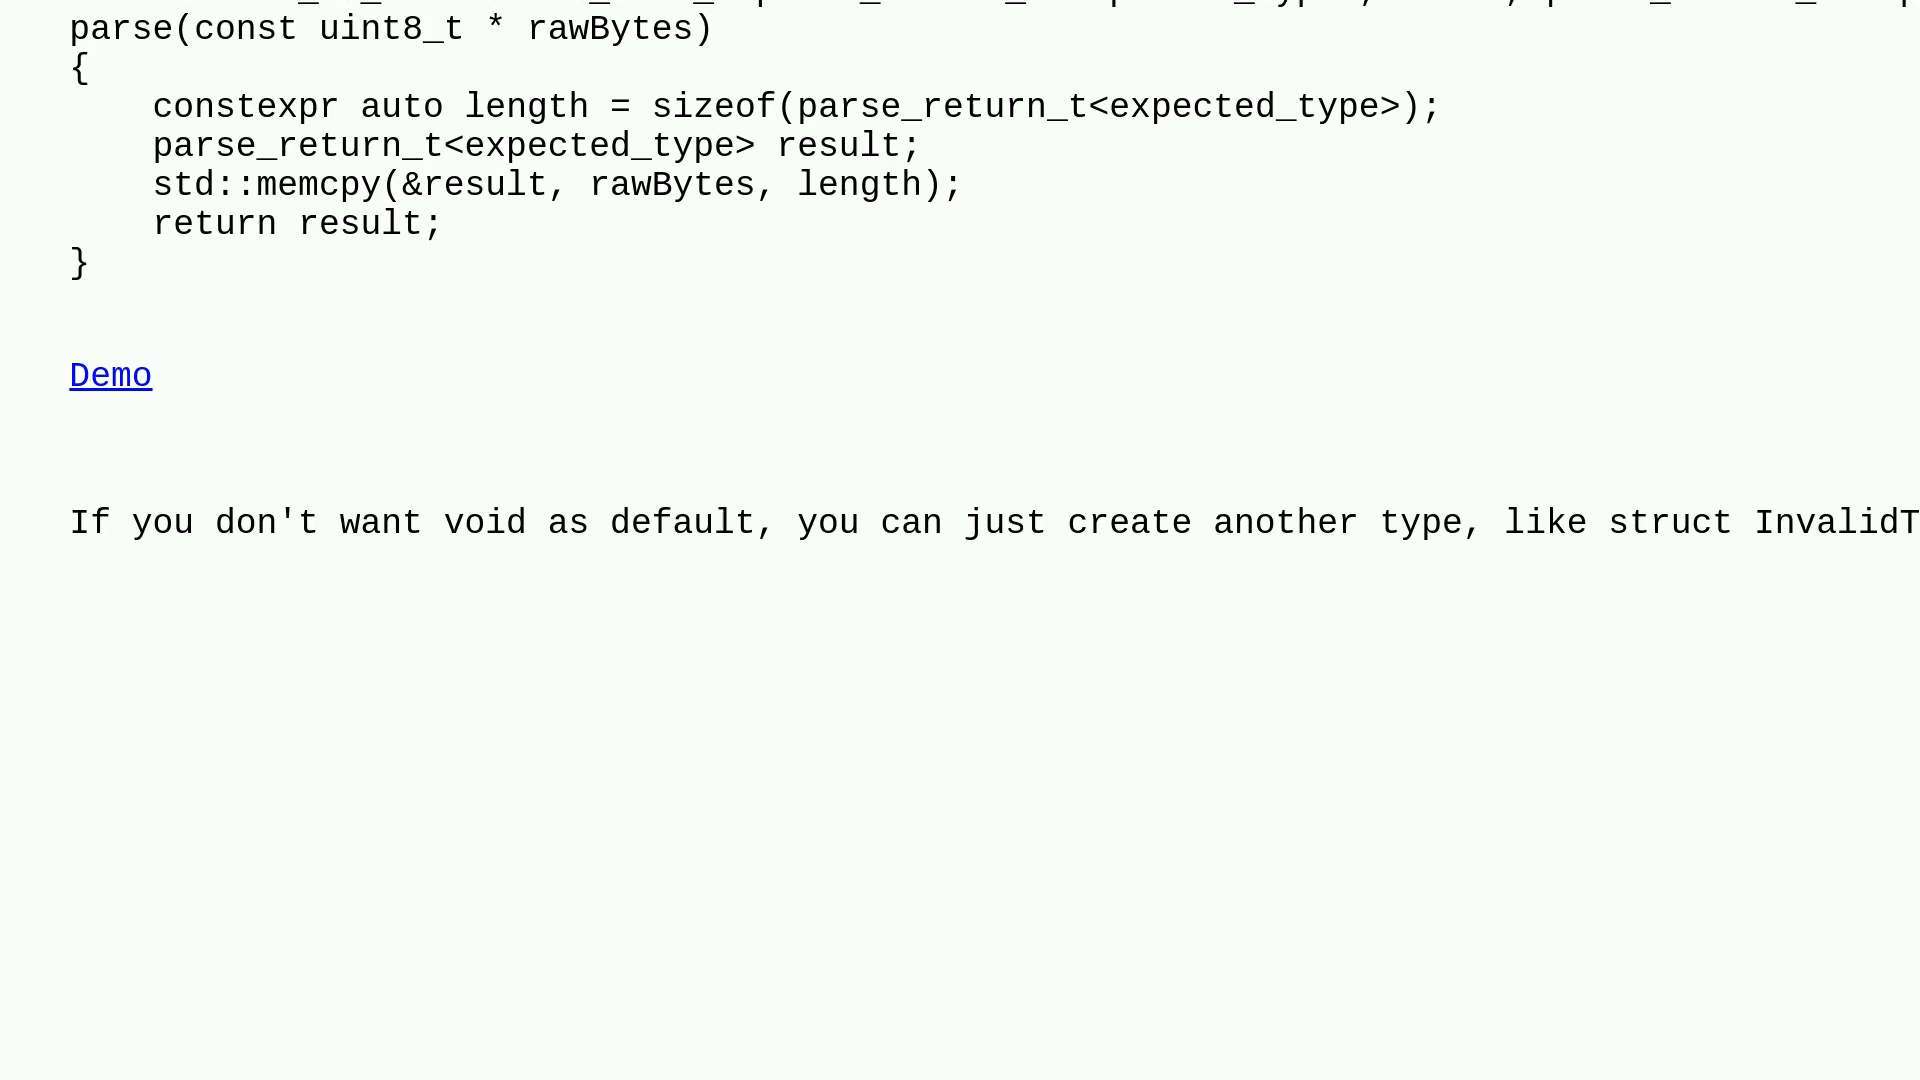 parse(const uint8_t * rawBytes)
{
    constexpr auto length = sizeof(parse_return_t<expected_type>);
    parse_return_t<expected_type> result;
    std::memcpy(&result, rawBytes, length);
    return result;
}
Demo
If you don't want void as default, you can just create another type, like struct InvalidT